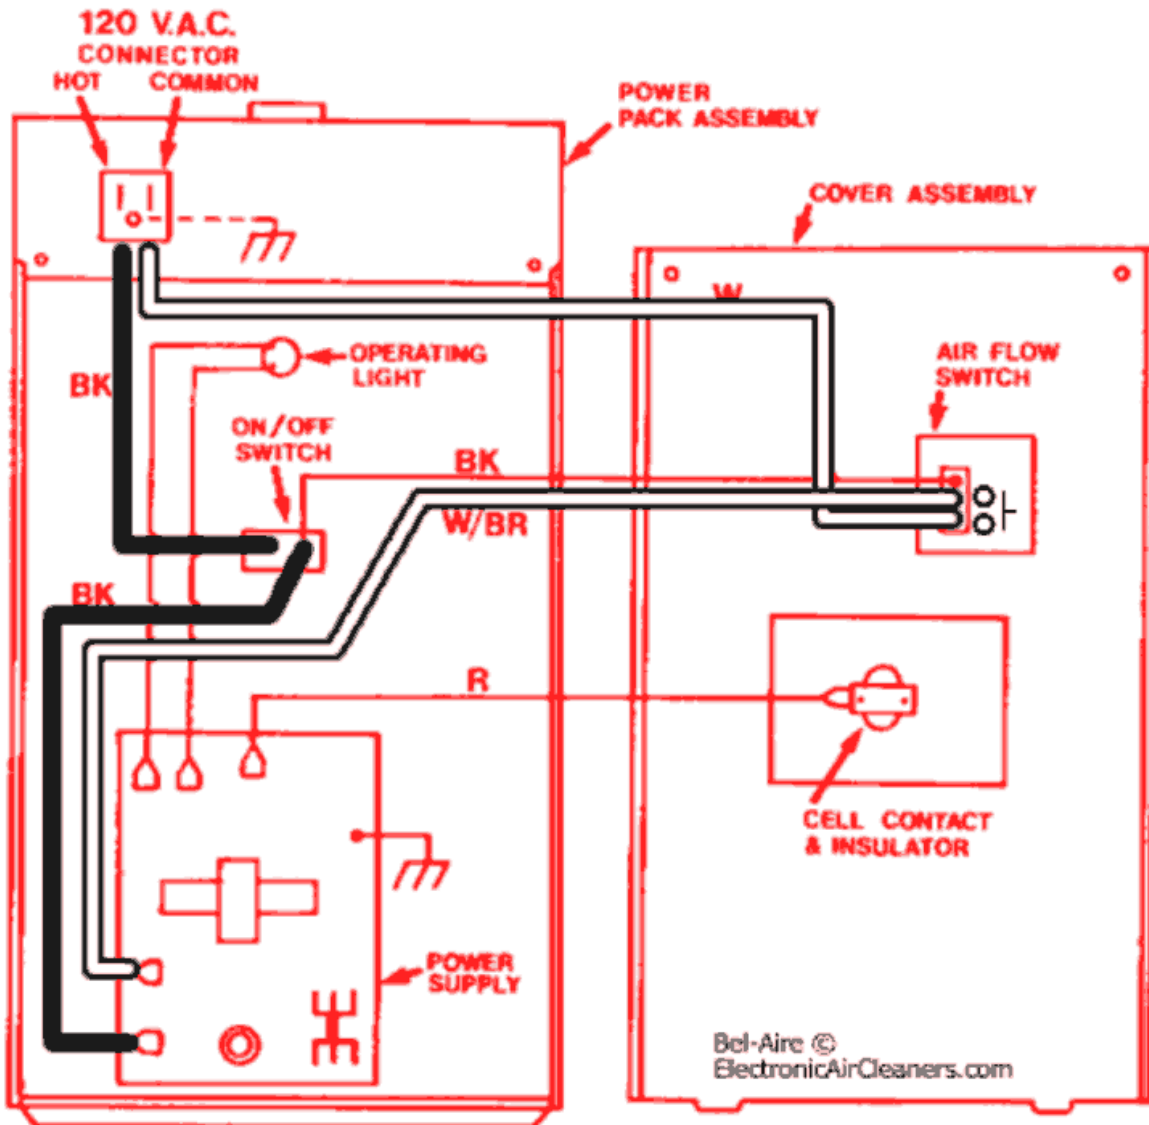 120 V.A.C.
CONNECTOR
HOT COMMON
POWER
PACK ASSEMBLY
COVER ASSEMBLY
W
OPERATING
LIGHT
AIR FLOW
SWITCH
BK
ON/OFF
SWITCH
BK
W/BR
BK
R
CELL CONTACT
& INSULATOR
POWER
SUPPLY
Bel-Aire ©
ElectronicAirCleaners.com